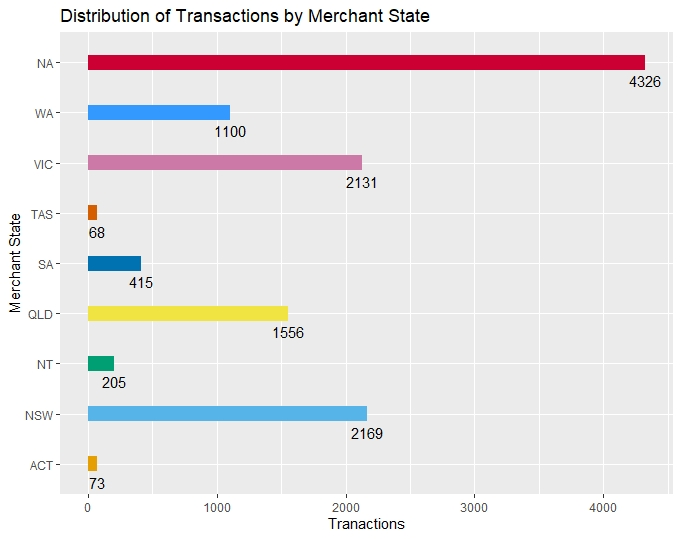 Distribution of Transactions by Merchant State
Merchant State
NA
4326
WA
1100
VIC
2131
TAS
68
SA
415
QLD
1556
NT
205
NSW
2169
ACT
73
0 1000 2000 3000 4000
Tranactions